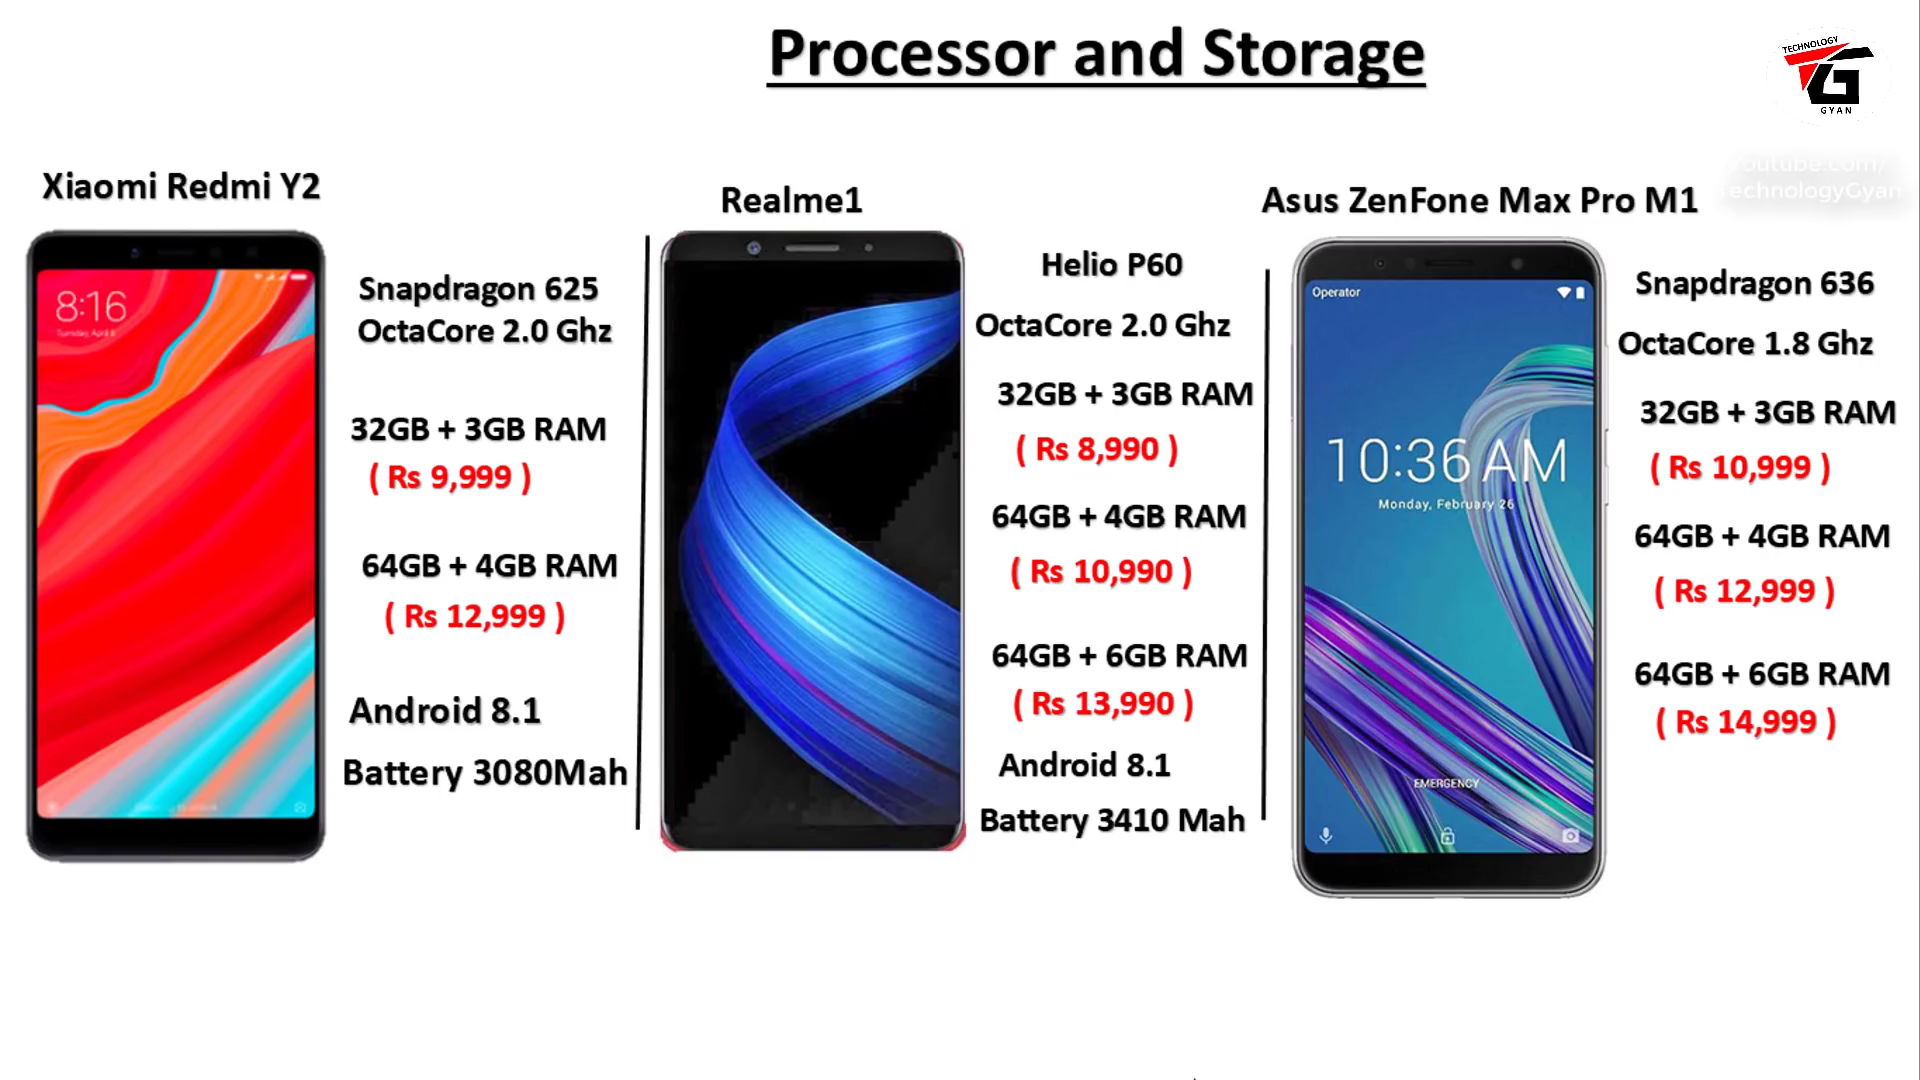 Processor and Storage
TECHNOLOGY
GYAN
Youtube.com/
echnologyGyan
Xiaomi Redmi Y2
8:16
Snapdragon 625
OctaCore 2.0 Ghz
32GB + 3GB RAM
( Rs 9,999 )
64GB + 4GB RAM
( Rs 12,999 )
Android 8.1
Battery 3080Mah
Realme1
Helio P60
OctaCore 2.0 Ghz
32GB + 3GB RAM
( Rs 8,990 )
64GB + 4GB RAM
( Rs 10,990 )
64GB + 6GB RAM
( Rs 13,990 )
Android 8.1
Battery 3410 Mah
Asus ZenFone Max Pro M1
Operator
10:36 AM
Monday, February 26
EMERGENCY
Snapdragon 636
OctaCore 1.8 Ghz
32GB + 3GB RAM
( Rs 10,999 )
64GB + 4GB RAM
( Rs 12,999 )
64GB + 6GB RAM
( Rs 14,999 )